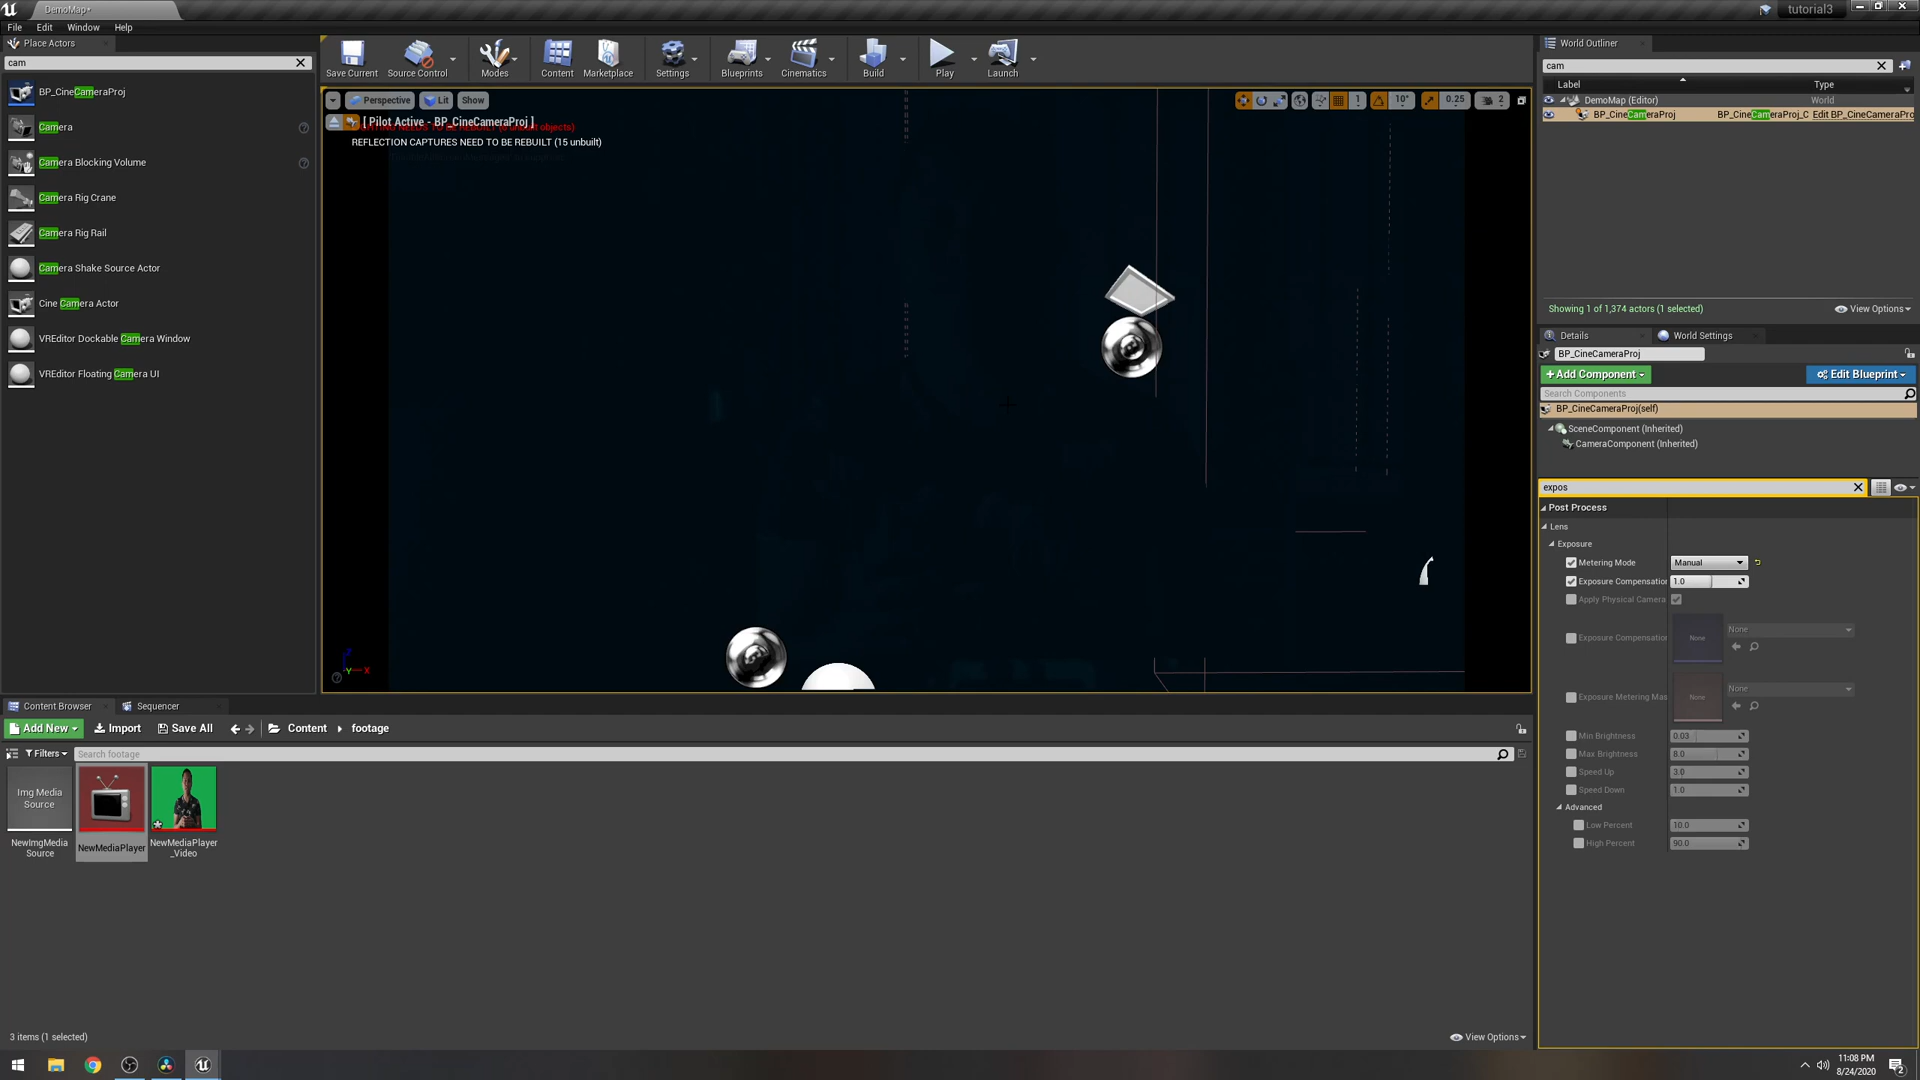 DemoMap*
tutorial3
File Edit Window Help
Place Actors
cam
BP_CineCameraProj
Camera
Camera Blocking Volume
Camera Rig Crane
Camera Rig Rail
Camera Shake Source Actor
Cine Camera Actor
VREditor Dockable Camera Window
VREditor Floating Camera UI
Save Current
Source Control
Modes
Content
Marketplace
Settings
Blueprints
Cinematics
Build
Play
Launch
Perspective
Lit
Show
1
10°
0.25
2
[ Pilot Active - BP_CineCameraProj ]
REFLECTION CAPTURES NEED TO BE REBUILT (15 unbuilt)
World Outliner
cam
Label
Type
DemoMap (Editor)
World
BP_CineCameraProj
BP_CineCameraProj_C
Edit BP_CineCameraPro
Showing 1 of 1,374 actors (1 selected)
View Options
Details
World Settings
BP_CineCameraProj
+ Add Component
Edit Blueprint
Search Components
BP_CineCameraProj(self)
SceneComponent (Inherited)
CameraComponent (Inherited)
expos
Post Process
Lens
Exposure
Metering Mode
Manual
Exposure Compensatio
1.0
Apply Physical Camera
Exposure Compensatio
None
None
Exposure Metering Mas
None
None
Min Brightness
0.03
Max Brightness
8.0
Speed Up
3.0
Speed Down
1.0
Advanced
Low Percent
10.0
High Percent
90.0
Content Browser
Sequencer
Add New
Import
Save All
Content
footage
Filters
Search footage
Img Media
Source
NewImgMedia
Source
NewMediaPlayer
NewMediaPlayer
_Video
3 items (1 selected)
View Options
11:08 PM
8/24/2020
2